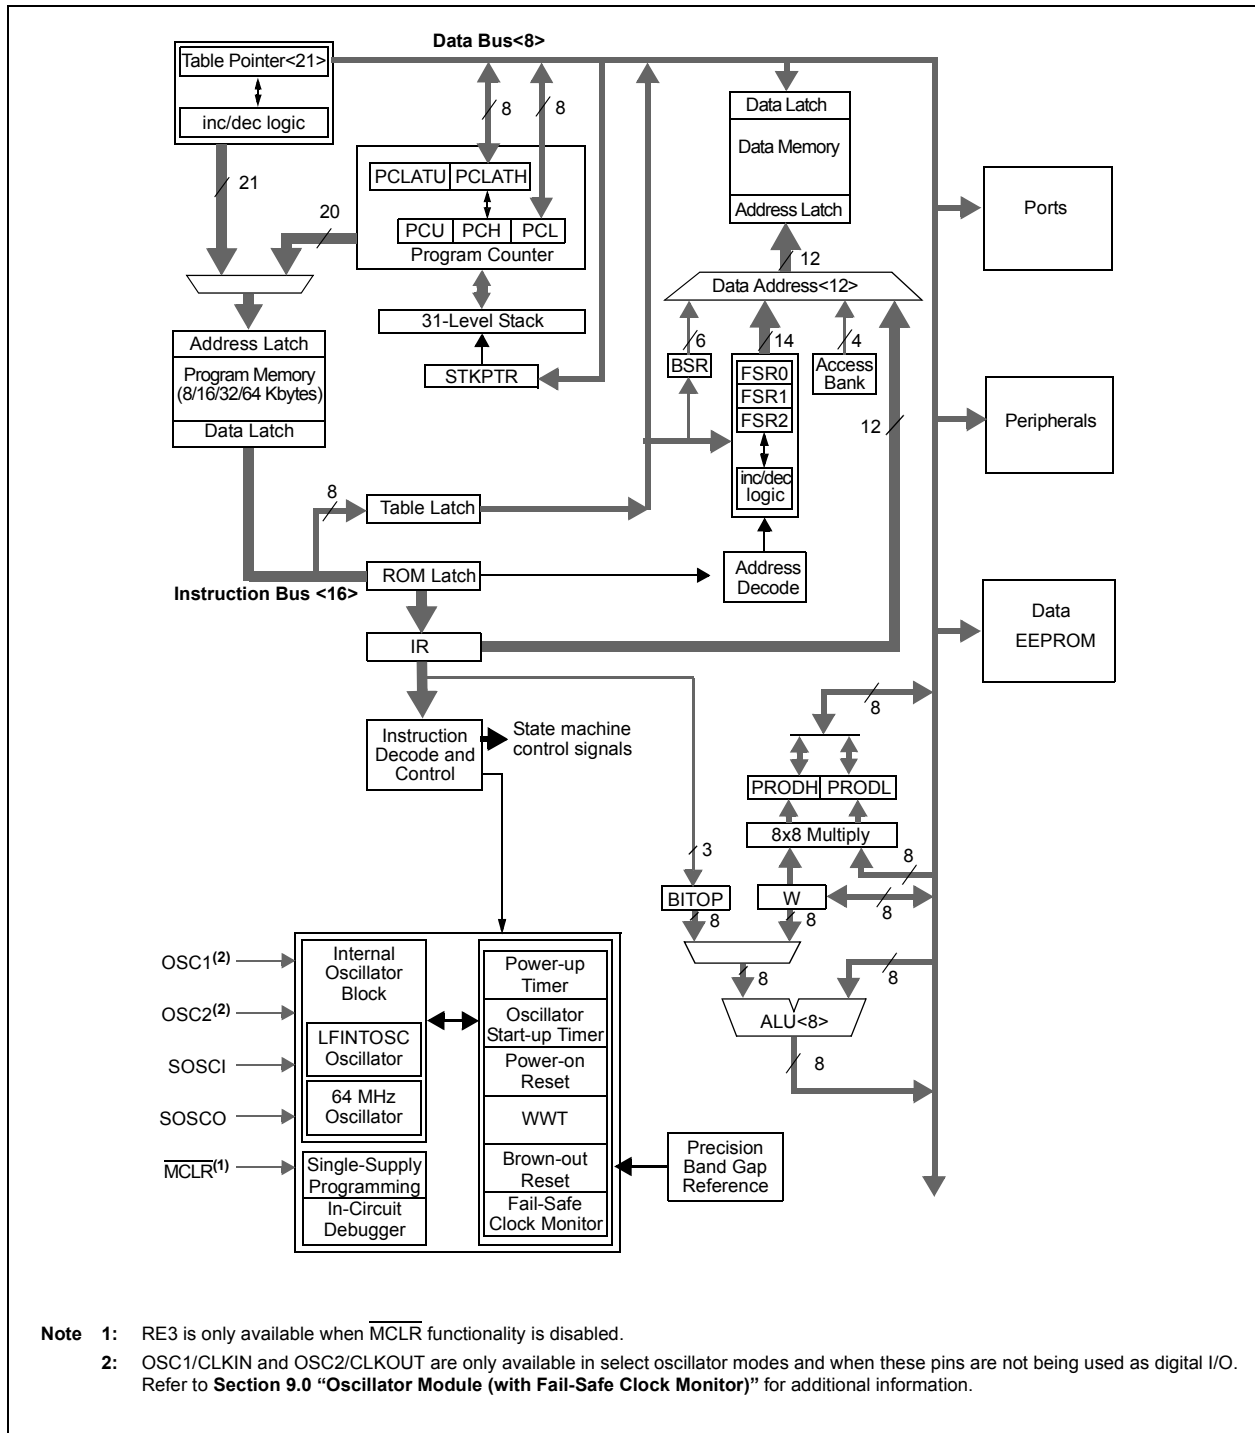 Data Bus<8>
Table Pointer<21>
inc/dec logic
21
20
8
8
PCLATU PCLATH
PCU PCH PCL
Program Counter
31-Level Stack
STKPTR
Data Latch
Data Memory
Address Latch
12
Data Address<12>
6
14
4
BSR
FSR0
FSR1
FSR2
inc/dec
logic
Access
Bank
12
Address
Decode
Ports
Peripherals
Data
EEPROM
Address Latch
Program Memory
(8/16/32/64 Kbytes)
Data Latch
8
Table Latch
ROM Latch
Instruction Bus <16>
IR
Instruction
Decode and
Control
State machine
control signals
8
PRODH PRODL
8x8 Multiply
3
8
BITOP
W
8
8
8
8
8
ALU<8>
8
OSC1(2)
OSC2(2)
SOSCI
SOSCO
MCLR(1)
Internal
Oscillator
Block
LFINTOSC
Oscillator
64 MHz
Oscillator
Single-Supply
Programming
In-Circuit
Debugger
Power-up
Timer
Oscillator
Start-up Timer
Power-on
Reset
WWT
Brown-out
Reset
Fail-Safe
Clock Monitor
Precision
Band Gap
Reference
Note 1: RE3 is only available when MCLR functionality is disabled.
2: OSC1/CLKIN and OSC2/CLKOUT are only available in select oscillator modes and when these pins are not being used as digital I/O.
Refer to Section 9.0 “Oscillator Module (with Fail-Safe Clock Monitor)” for additional information.